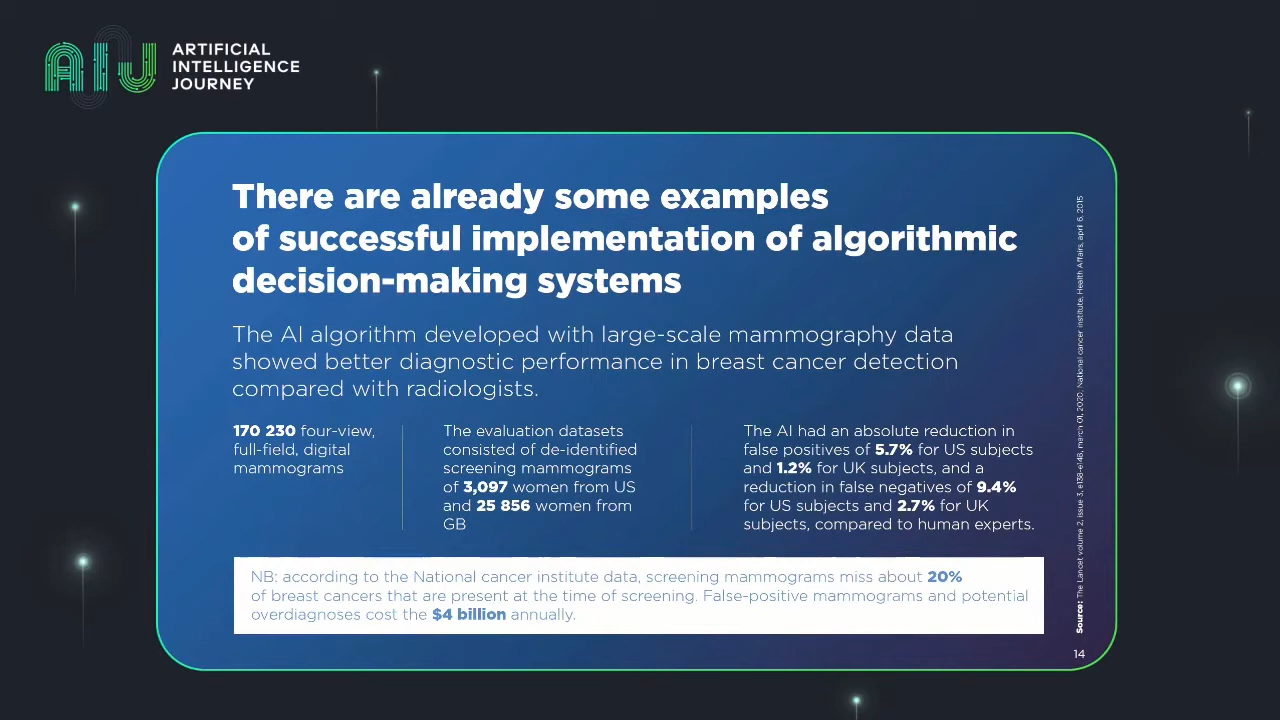 ARTIFICIAL
INTELLIGENCE
JOURNEY
There are already some examples
of successful implementation of algorithmic
decision-making systems
The AI algorithm developed with large-scale mammography data
showed better diagnostic performance in breast cancer detection
compared with radiologists.
170 230 four-view,
full-field, digital
mammograms
The evaluation datasets
consisted of de-identified
screening mammograms
of 3,097 women from US
and 25 856 women from
GB
The AI had an absolute reduction in
false positives of 5.7% for US subjects
and 1.2% for UK subjects, and a
reduction in false negatives of 9.4%
for US subjects and 2.7% for UK
subjects, compared to human experts.
NB: according to the National cancer institute data, screening mammograms miss about 20%
of breast cancers that are present at the time of screening. False-positive mammograms and potential
overdiagnoses cost the $4 billion annually.
Source: The Lancet volume 2, issue 3, e138-e148, march 01, 2020, National cancer institute, Health Affairs, april 6, 2015
14